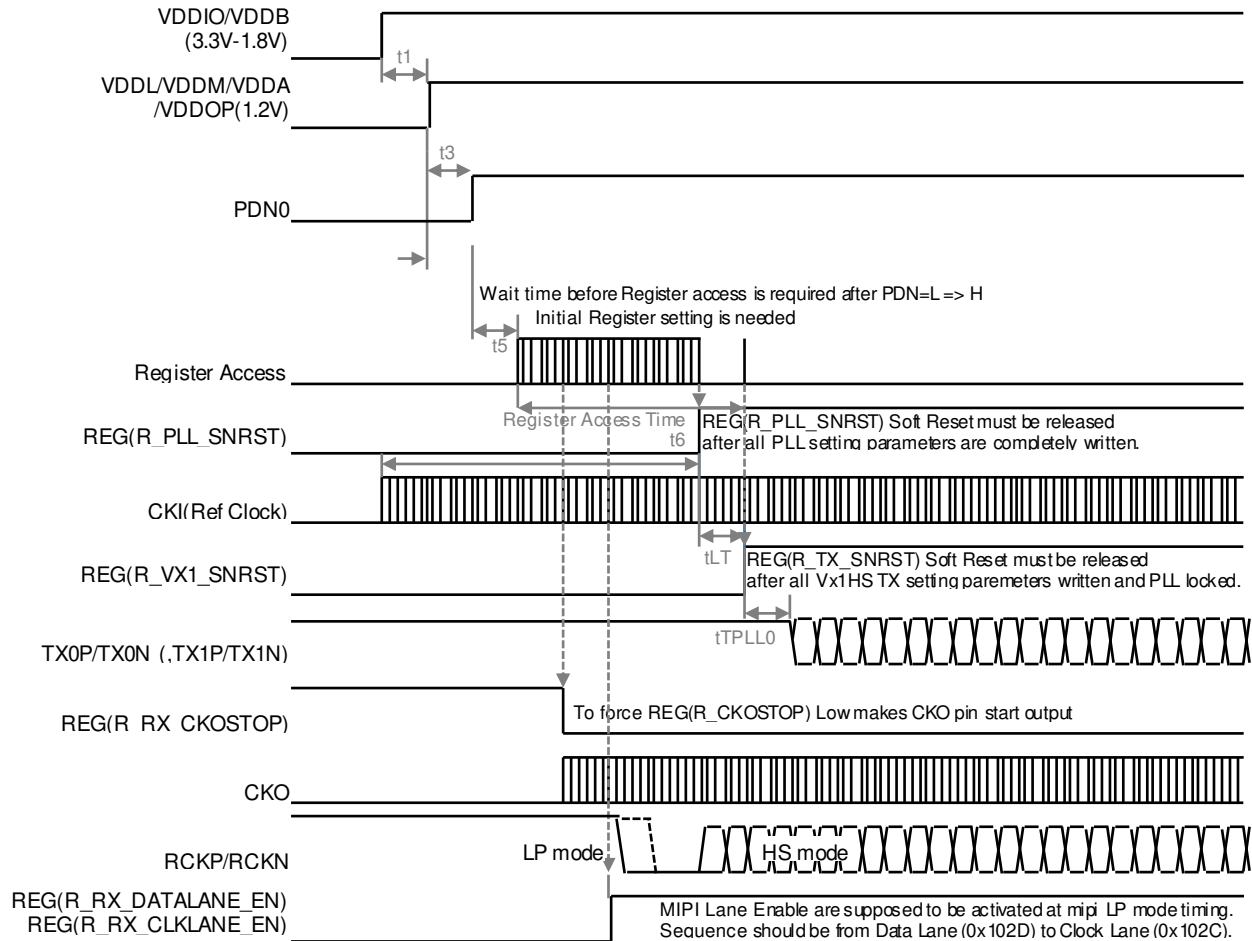 VDDIO/VDDB
(3.3V-1.8V)
t1
VDDL/VDDM/VDDA
/VDDOP(1.2V)
t3
PDN0
Wait time before Register access is required after PDN=L => H
Initial Register setting is needed
t5
Register Access
Register Access Time
t6
REG(R_PLL_SNRST) Soft Reset must be released
after all PLL setting parameters are completely written.
REG(R_PLL_SNRST)
CKI(Ref Clock)
tLT
REG(R_TX_SNRST) Soft Reset must be released
after all Vx1HS TX setting paremeters written and PLL locked.
REG(R_VX1_SNRST)
tTPLL0
TX0P/TX0N (,TX1P/TX1N)
To force REG(R_CKOSTOP) Low makes CKO pin start output
REG(R_RX_CKOSTOP)
CKO
LP mode
HS mode
RCKP/RCKN
REG(R_RX_DATALANE_EN)
REG(R_RX_CLKLANE_EN)
MIPI Lane Enable are supposed to be activated at mipi LP mode timing.
Sequence should be from Data Lane (0x102D) to Clock Lane (0x102C).